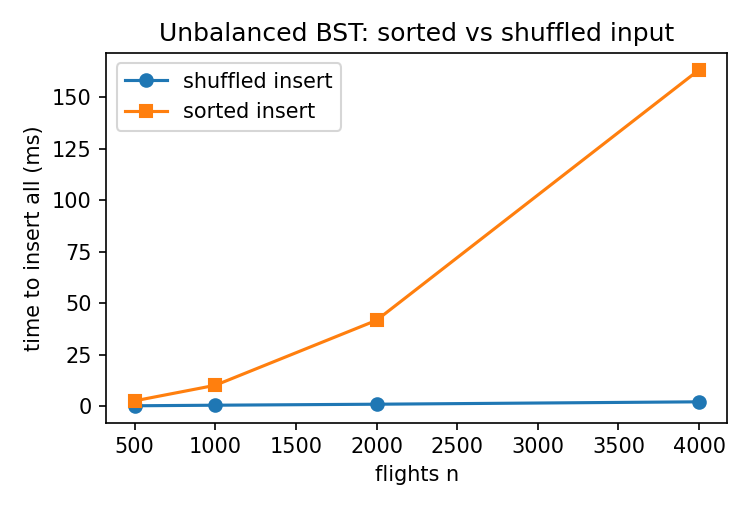 Unbalanced BST: sorted vs shuffled input
shuffled insert
sorted insert
time to insert all (ms)
150
125
100
75
50
25
0
500 1000 1500 2000 2500 3000 3500 4000
flights n